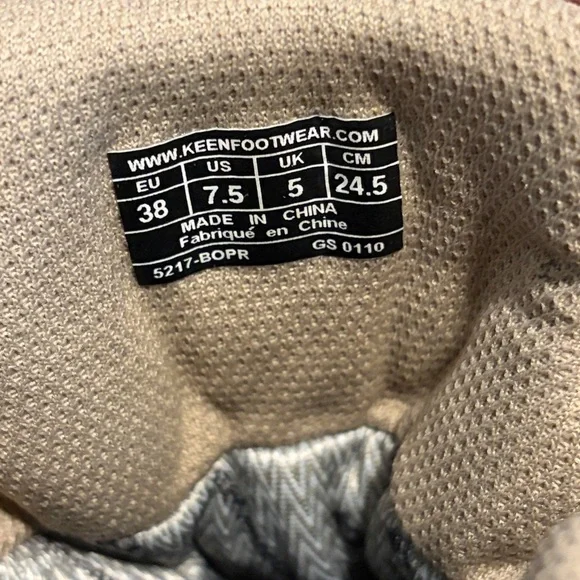 WWW.KEENFOOTWEAR.COM
EU US UK CM
38 7.5 5 24.5
MADE IN CHINA
Fabriqué en Chine
5217-BOPR GS 0110